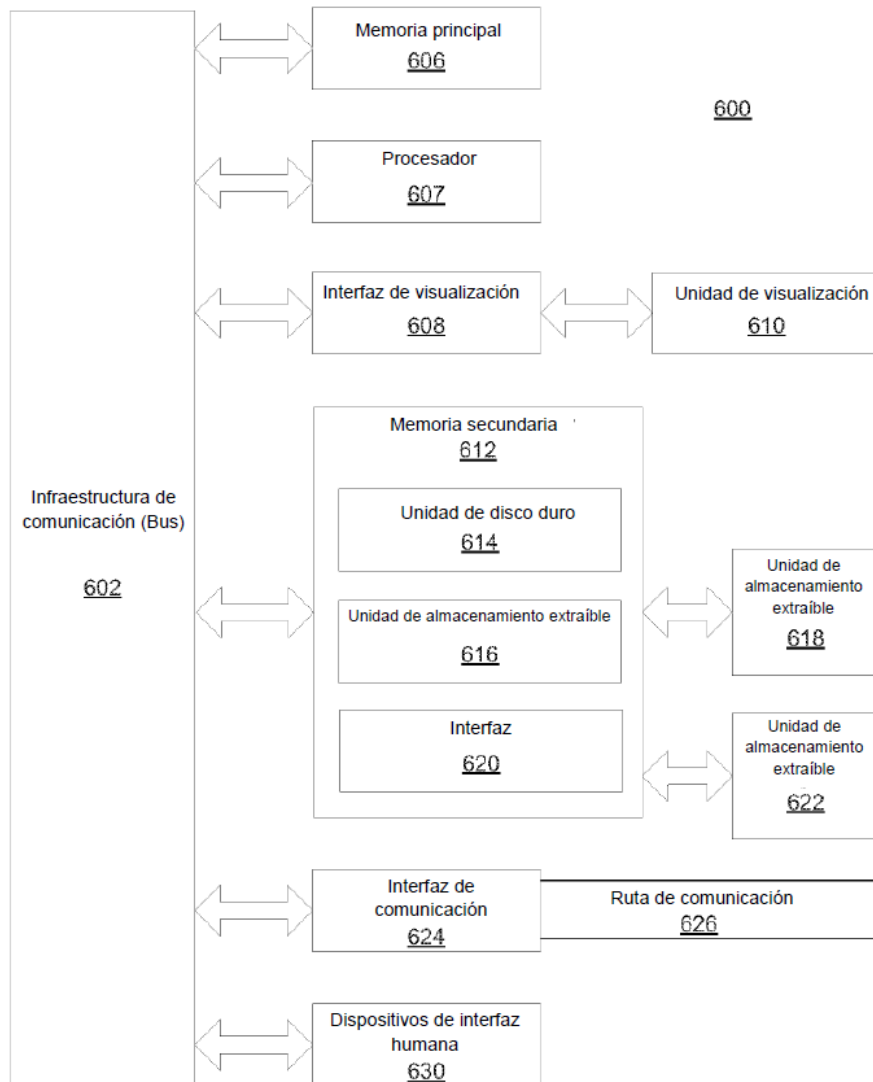 Memoria principal
606
600
Procesador
607
Interfaz de visualización
608
Unidad de visualización
610
Memoria secundaria
612
Infraestructura de
comunicación (Bus)
602
Unidad de disco duro
614
Unidad de almacenamiento extraíble
616
Unidad de
almacenamiento
extraíble
618
Interfaz
620
Unidad de
almacenamiento
extraíble
622
Interfaz de
comunicación
624
Ruta de comunicación
626
Dispositivos de interfaz
humana
630